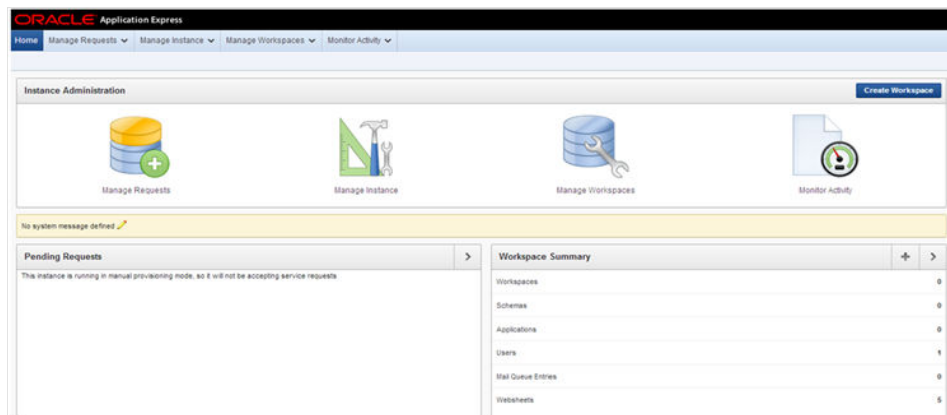 ORACLE Application Express
Home Manage Requests Manage Instance Manage Workspaces Monitor Activity
Instance Administration Create Workspace
Manage Requests Manage Instance Manage Workspaces Monitor Activity
No system message defined
Pending Requests
This instance is running in manual provisioning mode, so it will not be accepting service requests
Workspace Summary
Workspaces 0
Schemas 0
Applications 0
Users 1
Mail Queue Entries 0
Websheets 5